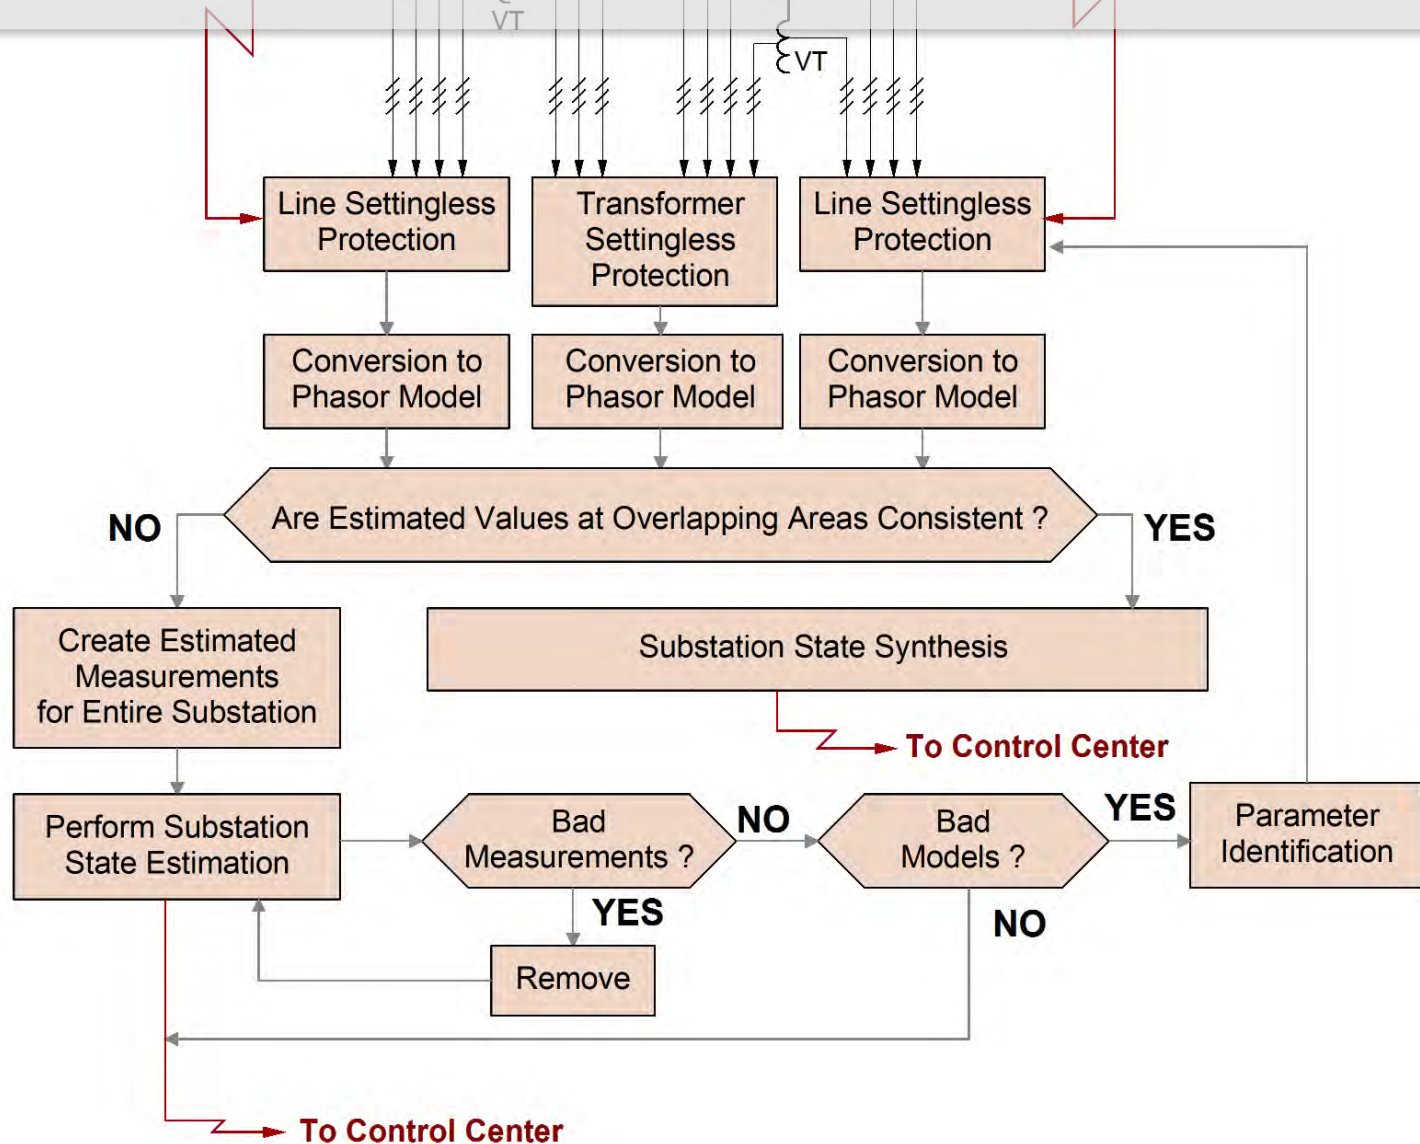 VT
VT
Line Settingless
Protection
Transformer
Settingless
Protection
Line Settingless
Protection
Conversion to
Phasor Model
Conversion to
Phasor Model
Conversion to
Phasor Model
NO
Are Estimated Values at Overlapping Areas Consistent ?
YES
Create Estimated
Measurements
for Entire Substation
Substation State Synthesis
To Control Center
Perform Substation
State Estimation
Bad
Measurements ?
NO
Bad
Models ?
YES
Parameter
Identification
YES
NO
Remove
To Control Center